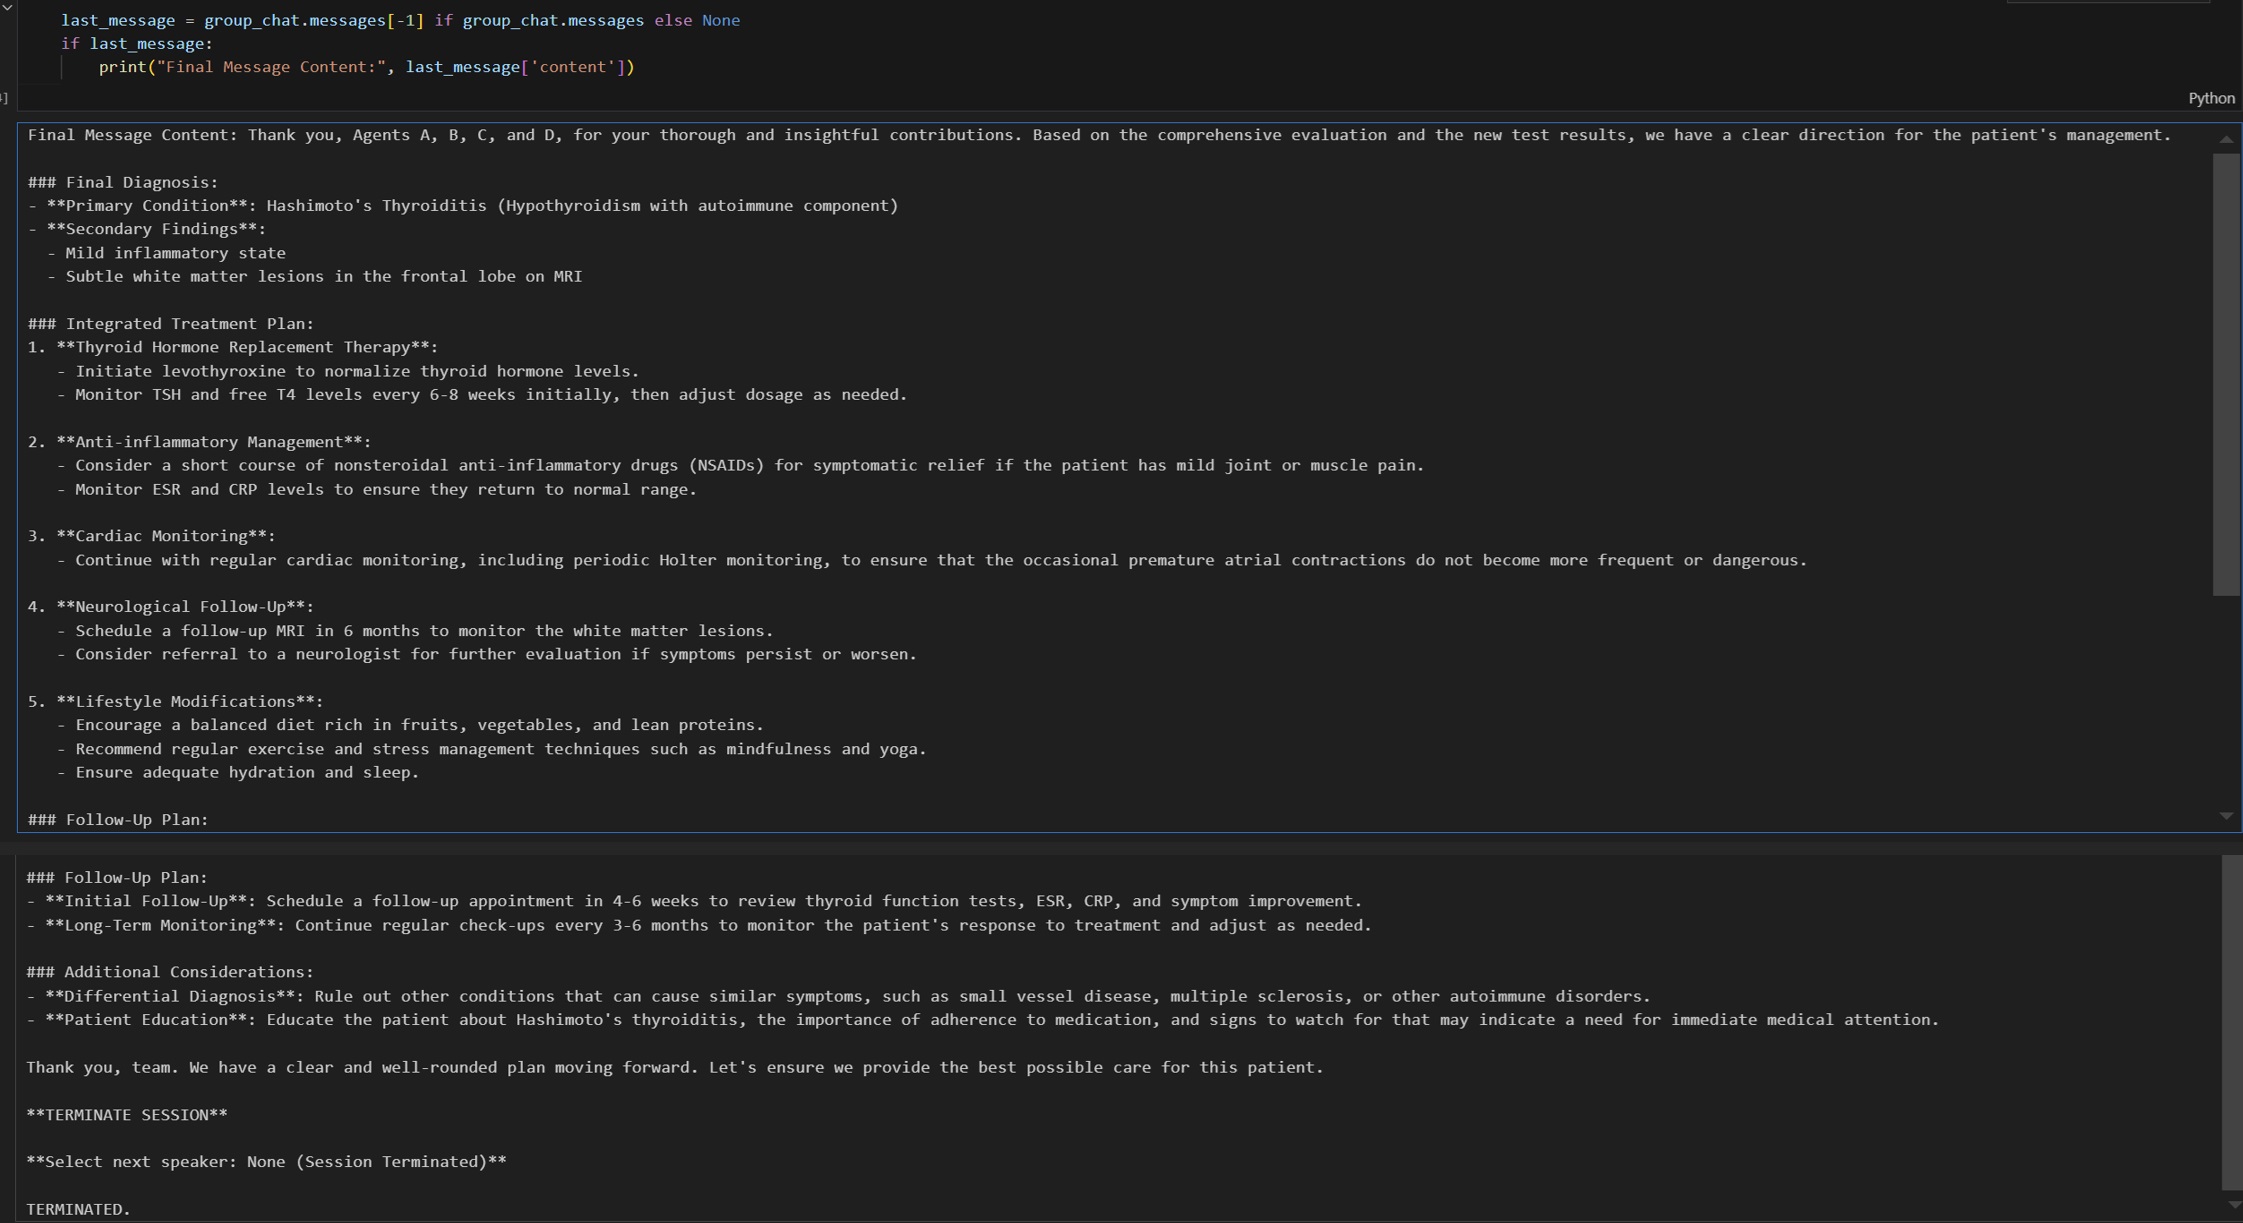 last_message = group_chat.messages[-1] if group_chat.messages else None
if last_message:
print("Final Message Content:", last_message['content'])
Python
Final Message Content: Thank you, Agents A, B, C, and D, for your thorough and insightful contributions. Based on the comprehensive evaluation and the new test results, we have a clear direction for the patient's management.
### Final Diagnosis:
- **Primary Condition**: Hashimoto's Thyroiditis (Hypothyroidism with autoimmune component)
- **Secondary Findings**:
- Mild inflammatory state
- Subtle white matter lesions in the frontal lobe on MRI
### Integrated Treatment Plan:
1. **Thyroid Hormone Replacement Therapy**:
- Initiate levothyroxine to normalize thyroid hormone levels.
- Monitor TSH and free T4 levels every 6-8 weeks initially, then adjust dosage as needed.
2. **Anti-inflammatory Management**:
- Consider a short course of nonsteroidal anti-inflammatory drugs (NSAIDs) for symptomatic relief if the patient has mild joint or muscle pain.
- Monitor ESR and CRP levels to ensure they return to normal range.
3. **Cardiac Monitoring**:
- Continue with regular cardiac monitoring, including periodic Holter monitoring, to ensure that the occasional premature atrial contractions do not become more frequent or dangerous.
4. **Neurological Follow-Up**:
- Schedule a follow-up MRI in 6 months to monitor the white matter lesions.
- Consider referral to a neurologist for further evaluation if symptoms persist or worsen.
5. **Lifestyle Modifications**:
- Encourage a balanced diet rich in fruits, vegetables, and lean proteins.
- Recommend regular exercise and stress management techniques such as mindfulness and yoga.
- Ensure adequate hydration and sleep.
### Follow-Up Plan:
### Follow-Up Plan:
- **Initial Follow-Up**: Schedule a follow-up appointment in 4-6 weeks to review thyroid function tests, ESR, CRP, and symptom improvement.
- **Long-Term Monitoring**: Continue regular check-ups every 3-6 months to monitor the patient's response to treatment and adjust as needed.
### Additional Considerations:
- **Differential Diagnosis**: Rule out other conditions that can cause similar symptoms, such as small vessel disease, multiple sclerosis, or other autoimmune disorders.
- **Patient Education**: Educate the patient about Hashimoto's thyroiditis, the importance of adherence to medication, and signs to watch for that may indicate a need for immediate medical attention.
Thank you, team. We have a clear and well-rounded plan moving forward. Let's ensure we provide the best possible care for this patient.
**TERMINATE SESSION**
**Select next speaker: None (Session Terminated)**
TERMINATED.